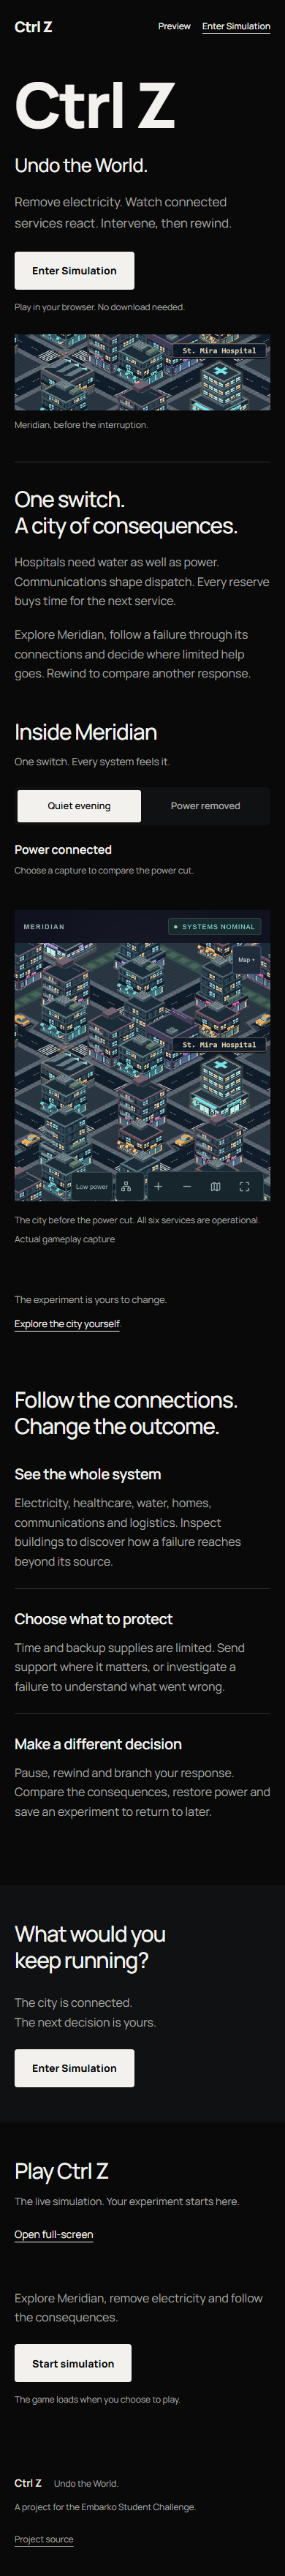 Ctrl Z
Preview Enter Simulation
Ctrl Z
Undo the World.
Remove electricity. Watch connected
services react. Intervene, then rewind.
Enter Simulation
Play in your browser. No download needed.
St. Mira Hospital
Meridian, before the interruption.
One switch.
A city of consequences.
Hospitals need water as well as power.
Communications shape dispatch. Every reserve
buys time for the next service.
Explore Meridian, follow a failure through its
connections and decide where limited help
goes. Rewind to compare another response.
Inside Meridian
One switch. Every system feels it.
Quiet evening Power removed
Power connected
Choose a capture to compare the power cut.
MERIDIAN
SYSTEMS NOMINAL
Map +
St. Mira Hospital
Low power
The city before the power cut. All six services are operational.
Actual gameplay capture
The experiment is yours to change.
Explore the city yourself.
Follow the connections.
Change the outcome.
See the whole system
Electricity, healthcare, water, homes,
communications and logistics. Inspect
buildings to discover how a failure reaches
beyond its source.
Choose what to protect
Time and backup supplies are limited. Send
support where it matters, or investigate a
failure to understand what went wrong.
Make a different decision
Pause, rewind and branch your response.
Compare the consequences, restore power and
save an experiment to return to later.
What would you
keep running?
The city is connected.
The next decision is yours.
Enter Simulation
Play Ctrl Z
The live simulation. Your experiment starts here.
Open full-screen
Explore Meridian, remove electricity and follow
the consequences.
Start simulation
The game loads when you choose to play.
Ctrl Z Undo the World.
A project for the Embarko Student Challenge.
Project source